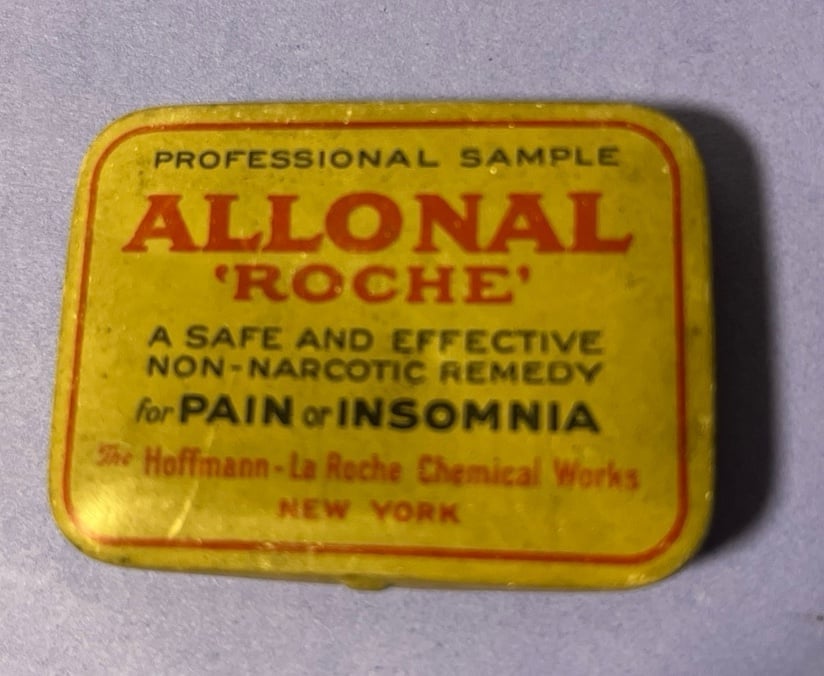 PROFESSIONAL SAMPLE
ALLONAL
'ROCHE'
A SAFE AND EFFECTIVE
NON-NARCOTIC REMEDY
for PAIN or INSOMNIA
The Hoffmann-La Roche Chemical Works
NEW YORK